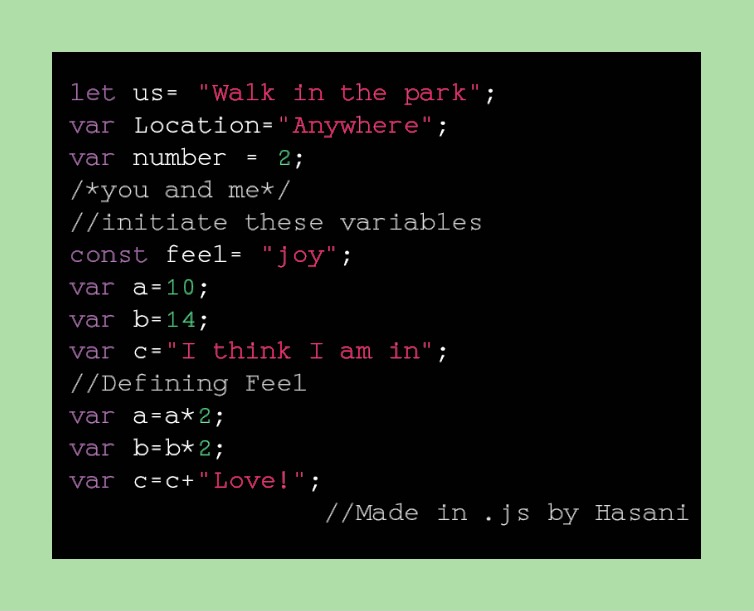 let us= "Walk in the park";
var Location="Anywhere";
var number = 2;
/*you and me*/
//initiate these variables
const feel= "joy";
var a=10;
var b=14;
var c="I think I am in";
//Defining Feel
var a=a*2;
var b=b*2;
var c=c+"Love!";
//Made in .js by Hasani